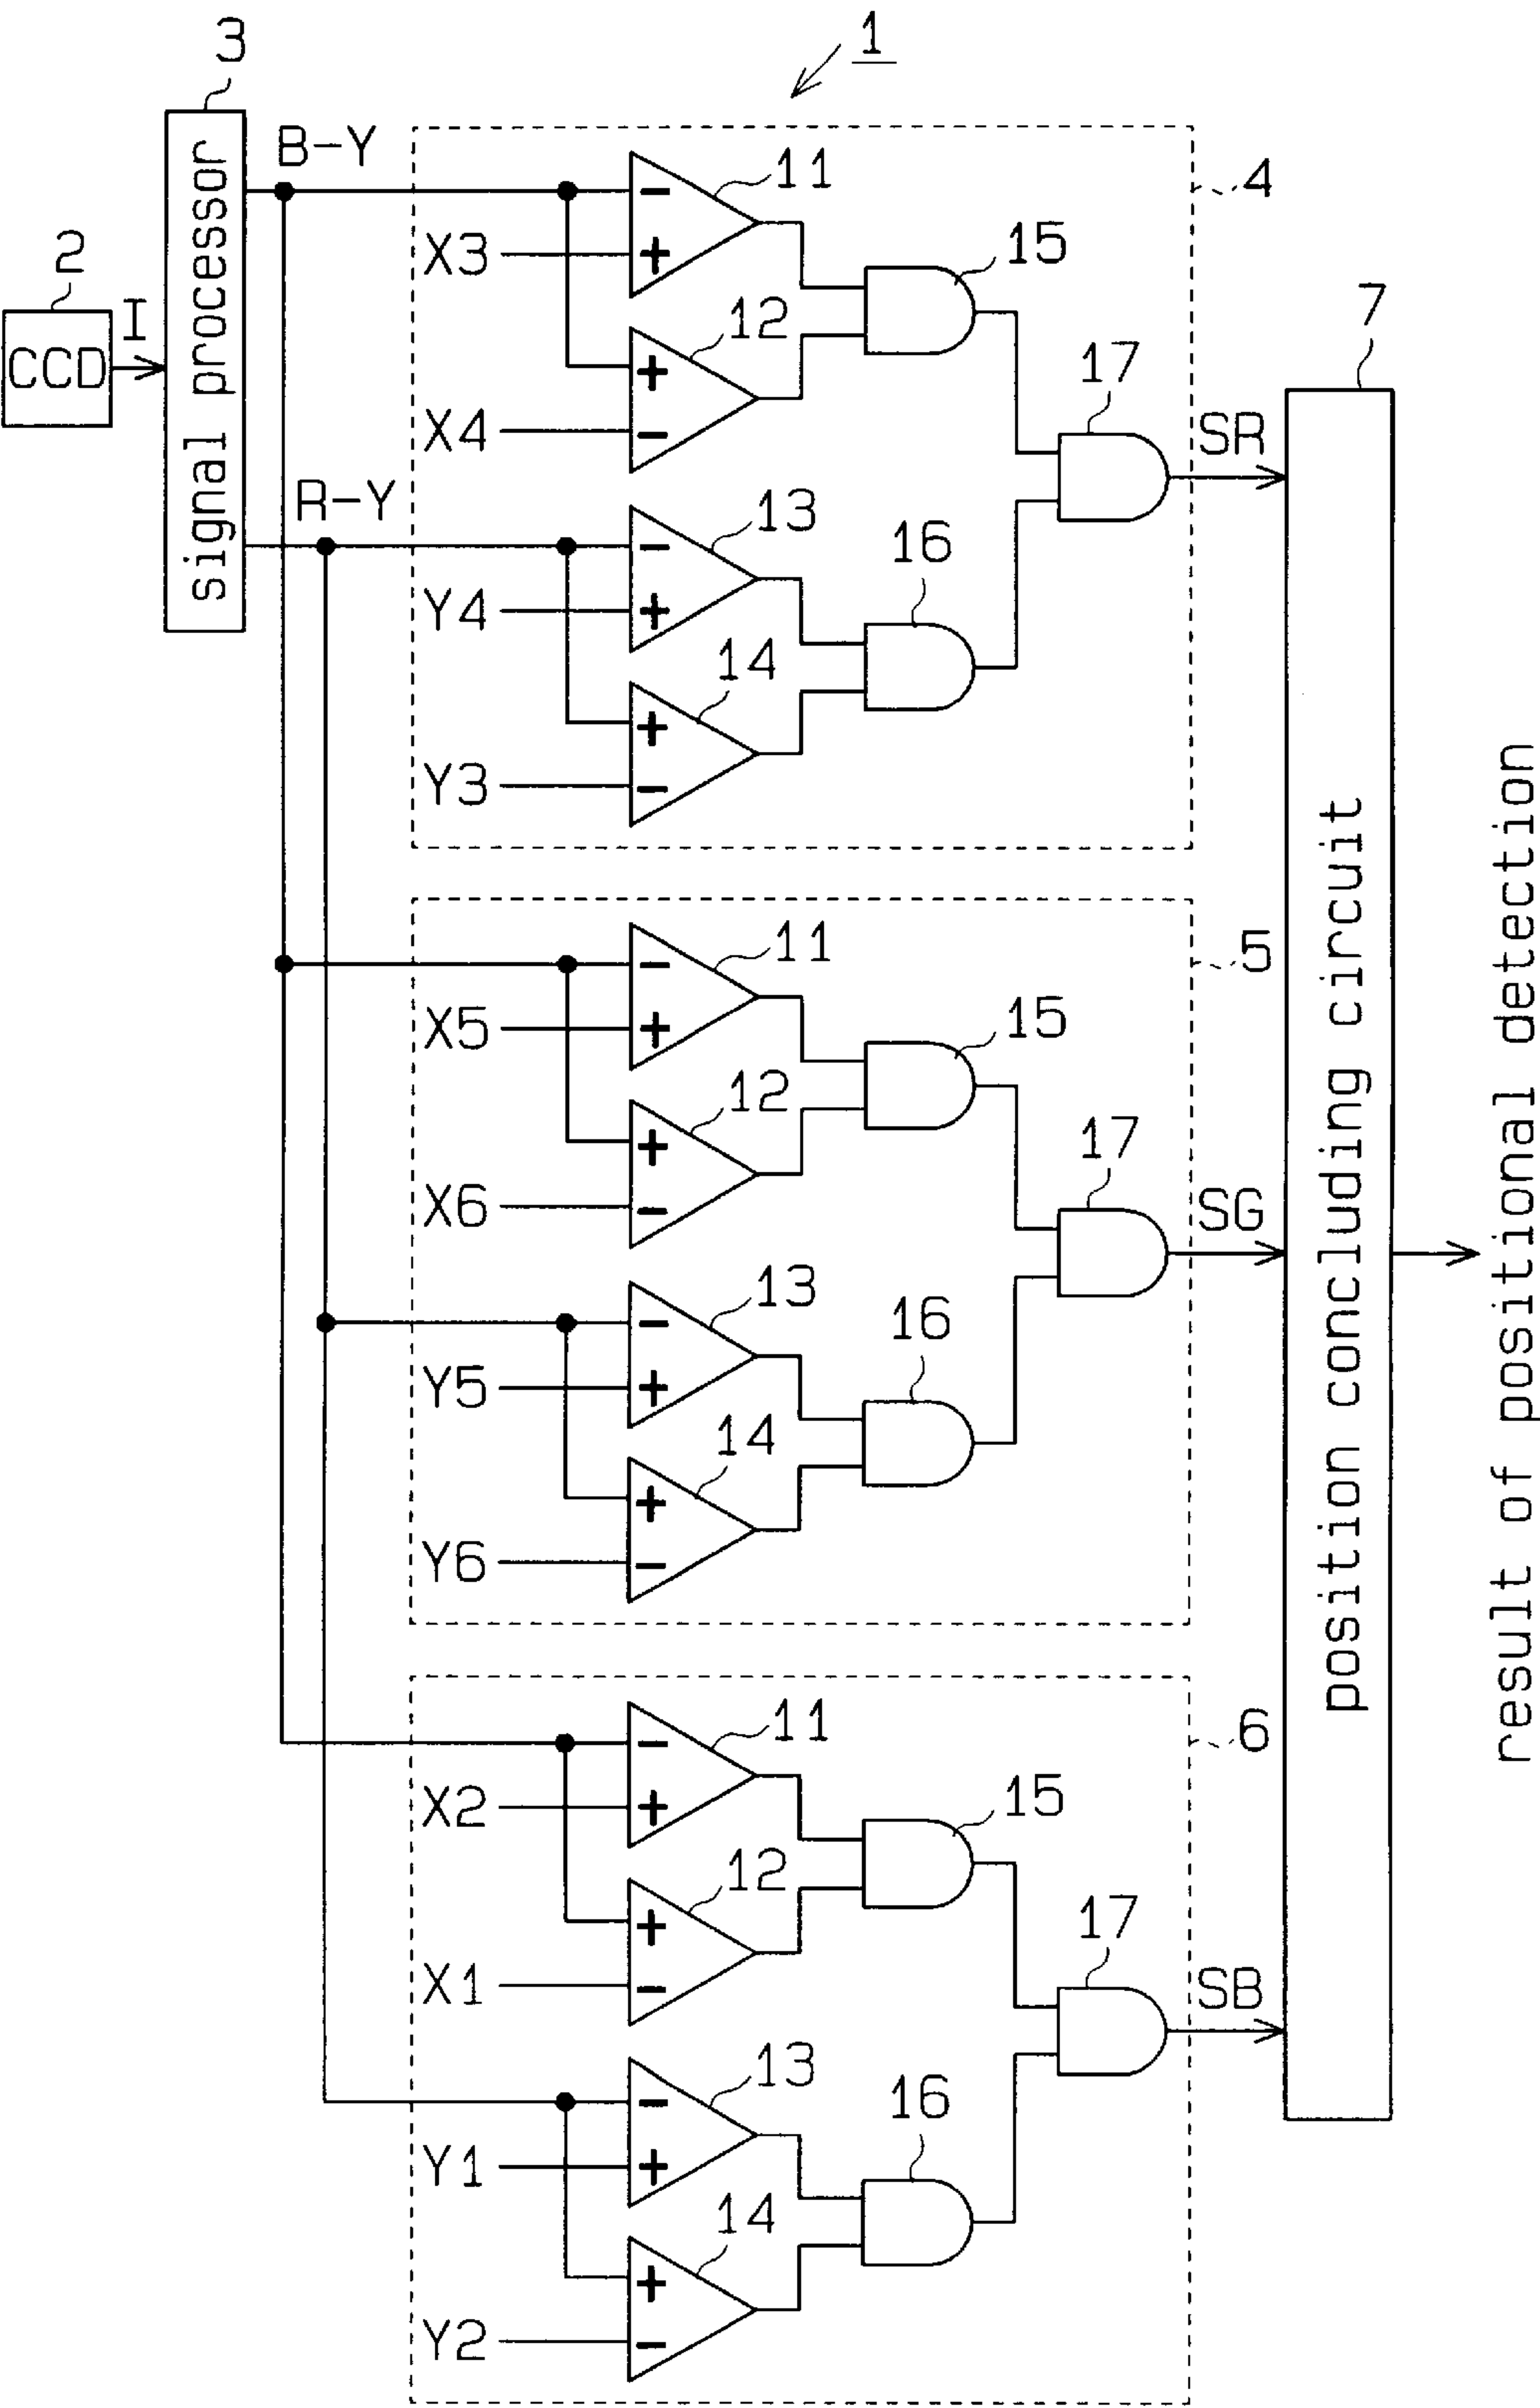 1
3
signal processor
2
CCD
I
B-Y
R-Y
4
11
X3
+
-
12
X4
+
-
13
Y4
+
-
14
Y3
+
-
15
16
17
SR
5
11
X5
+
-
12
X6
+
-
13
Y5
+
-
14
Y6
+
-
15
16
17
SG
6
11
X2
+
-
12
X1
+
-
13
Y1
+
-
14
Y2
+
-
15
16
17
SB
7
position concluding circuit
result of positional detection